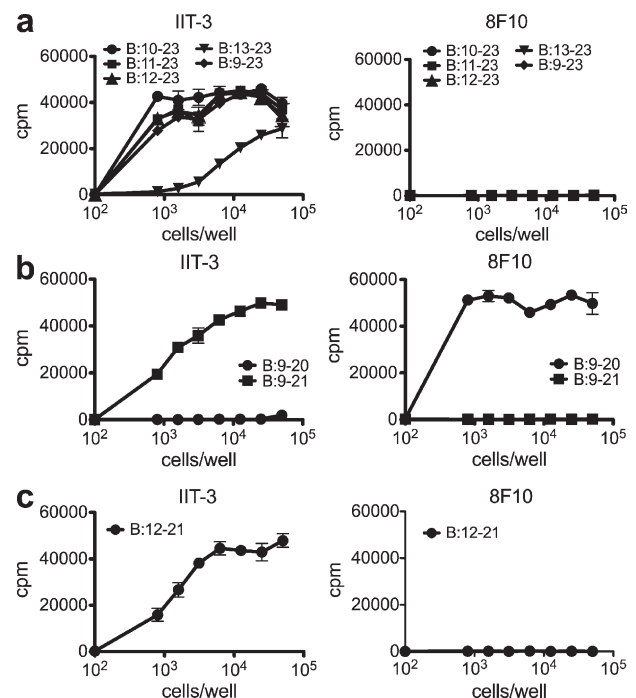 a
IIT-3
B:10-23 B:13-23
B:11-23 B:9-23
B:12-23
cpm
60000
40000
20000
0
10² 10³ 10⁴ 10⁵
cells/well
8F10
B:10-23 B:13-23
B:11-23 B:9-23
B:12-23
cpm
60000
40000
20000
0
10² 10³ 10⁴ 10⁵
cells/well
b
IIT-3
cpm
60000
40000
20000
0
B:9-20
B:9-21
10² 10³ 10⁴ 10⁵
cells/well
8F10
cpm
60000
40000
20000
0
B:9-20
B:9-21
10² 10³ 10⁴ 10⁵
cells/well
c
IIT-3
B:12-21
cpm
60000
40000
20000
0
10² 10³ 10⁴ 10⁵
cells/well
8F10
B:12-21
cpm
60000
40000
20000
0
10² 10³ 10⁴ 10⁵
cells/well